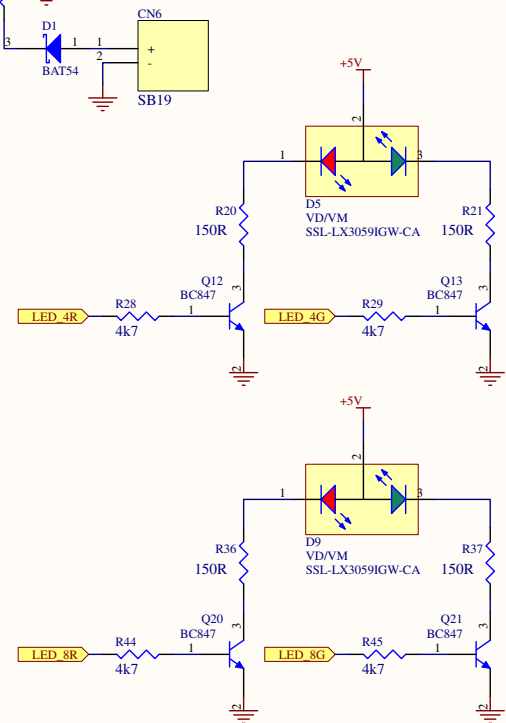 CN6
D1
3
1
1
+
2
-
BAT54
SB19
+5V
2
1
3
D5
VD/VM
SSL-LX3059IGW-CA
R20
150R
R21
150R
Q12
BC847
3
Q13
BC847
3
LED_4R
R28
4k7
1
LED_4G
R29
4k7
1
2
2
+5V
2
1
3
D9
VD/VM
SSL-LX3059IGW-CA
R36
150R
R37
150R
Q20
BC847
3
Q21
BC847
3
LED_8R
R44
4k7
1
LED_8G
R45
4k7
1
2
2